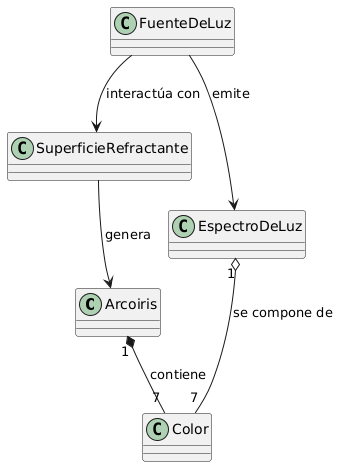 C FuenteDeLuz
interactúa con
emite
C SuperficieRefractante
C EspectroDeLuz
genera
1
C Arcoiris
se compone de
1
contiene
7
7
C Color